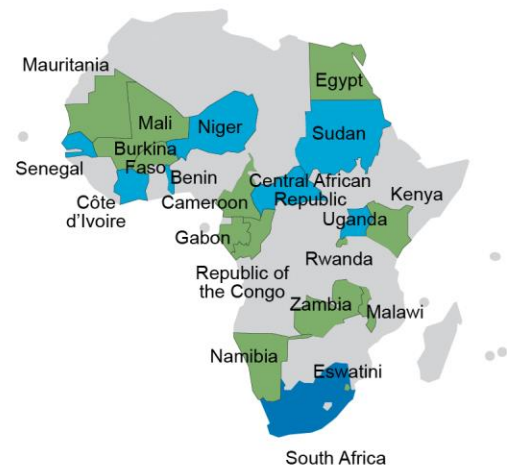 Mauritania
Egypt
Mali
Niger
Sudan
Burkina
Faso
Senegal
Benin
Central African
Republic
Kenya
Côte
d'Ivoire
Cameroon
Uganda
Gabon
Rwanda
Republic of
the Congo
Zambia
Malawi
Namibia
Eswatini
South Africa